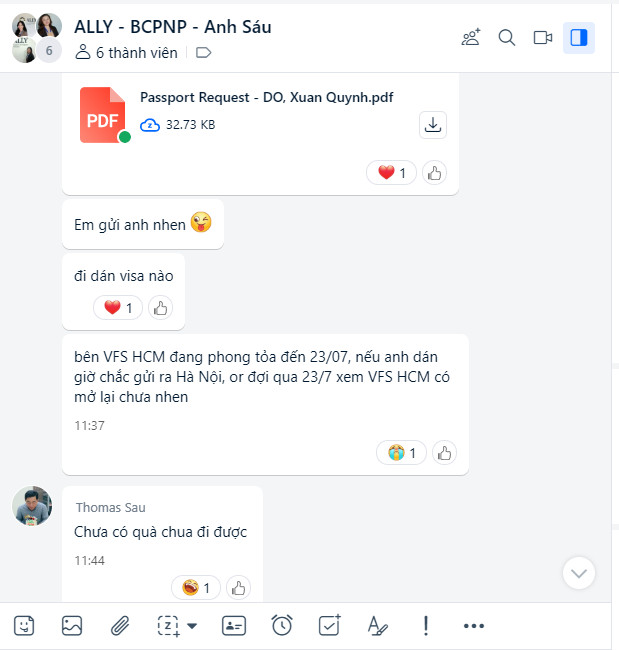 ALLY - BCPNP - Anh Sáu
6
6 thành viên
Passport Request - DO, Xuan Quynh.pdf
PDF
32.73 KB
1
Em gửi anh nhen
đi dán visa nào
1
bên VFS HCM đang phong tỏa đến 23/07, nếu anh dán
giờ chắc gửi ra Hà Nội, or đợi qua 23/7 xem VFS HCM có
mở lại chưa nhen
11:37
1
Thomas Sau
Chưa có quà chua đi được
11:44
1